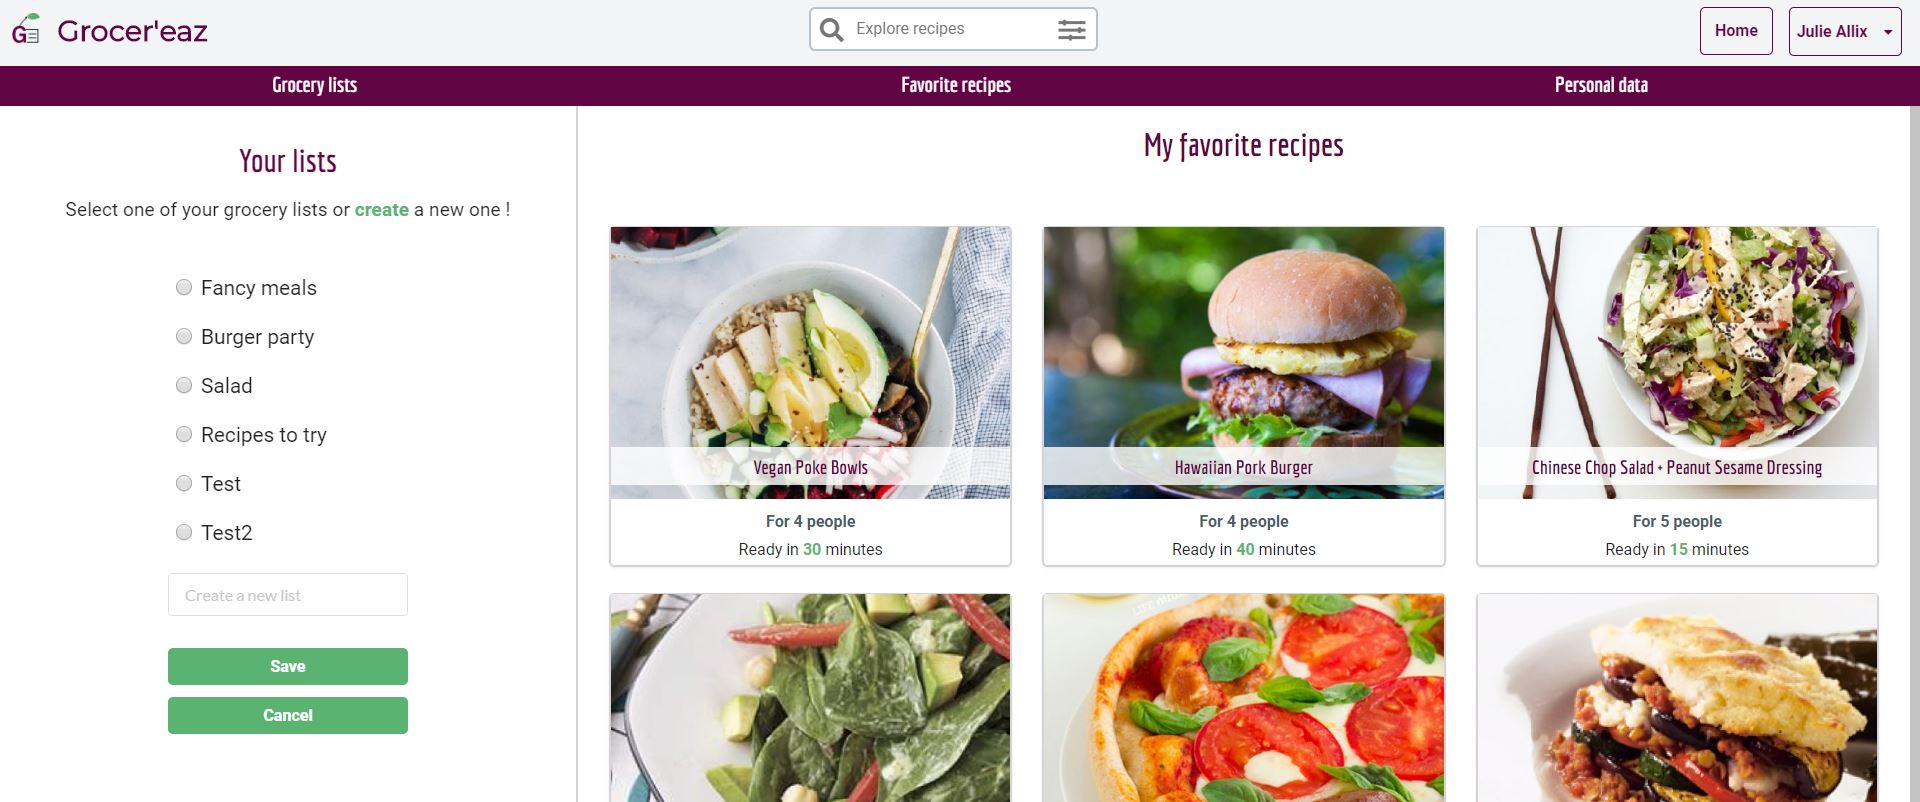 GE Grocer'eaz
Explore recipes
Home
Julie Allix
Grocery lists
Favorite recipes
Personal data
Your lists
Select one of your grocery lists or create a new one !
Fancy meals
Burger party
Salad
Recipes to try
Test
Test2
Create a new list
Save
Cancel
My favorite recipes
Vegan Poke Bowls
For 4 people
Ready in 30 minutes
Hawaiian Pork Burger
For 4 people
Ready in 40 minutes
Chinese Chop Salad + Peanut Sesame Dressing
For 5 people
Ready in 15 minutes